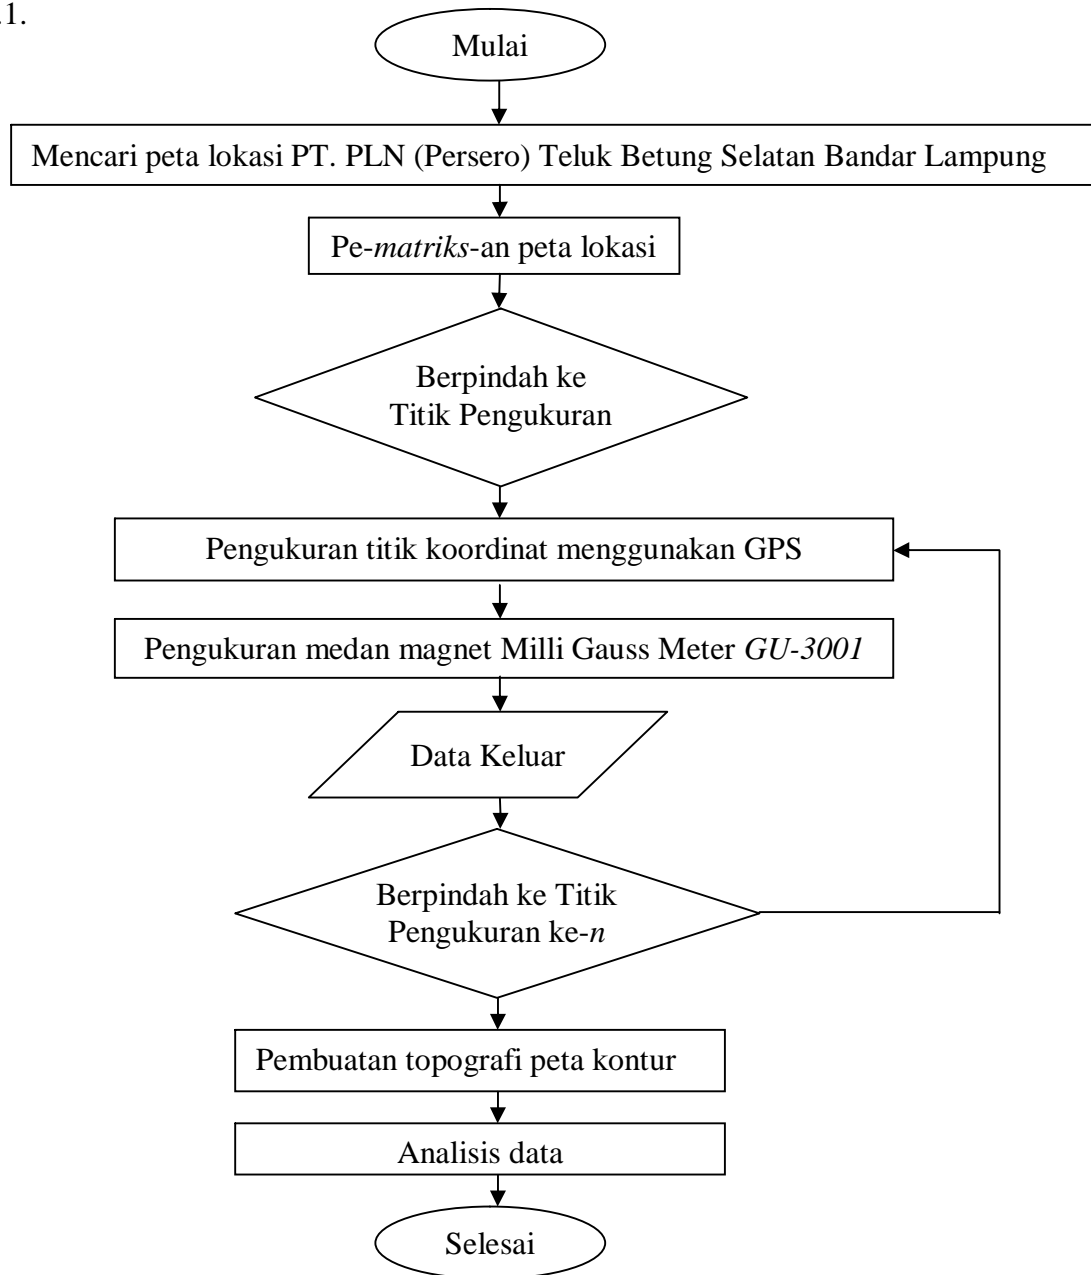 .1.
Mulai
Mencari peta lokasi PT. PLN (Persero) Teluk Betung Selatan Bandar Lampung
Pe-matriks-an peta lokasi
Berpindah ke
Titik Pengukuran
Pengukuran titik koordinat menggunakan GPS
Pengukuran medan magnet Milli Gauss Meter GU-3001
Data Keluar
Berpindah ke Titik
Pengukuran ke-n
Pembuatan topografi peta kontur
Analisis data
Selesai